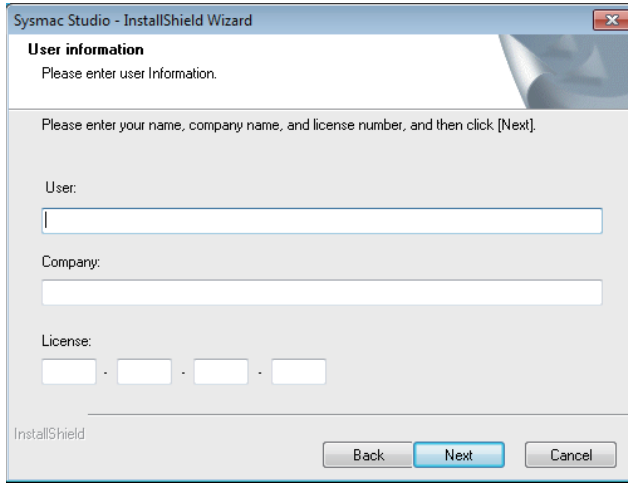 Sysmac Studio - InstallShield Wizard
User information
Please enter user Information.
Please enter your name, company name, and license number, and then click [Next].
User:
Company:
License:
- - -
InstallShield
Back Next Cancel